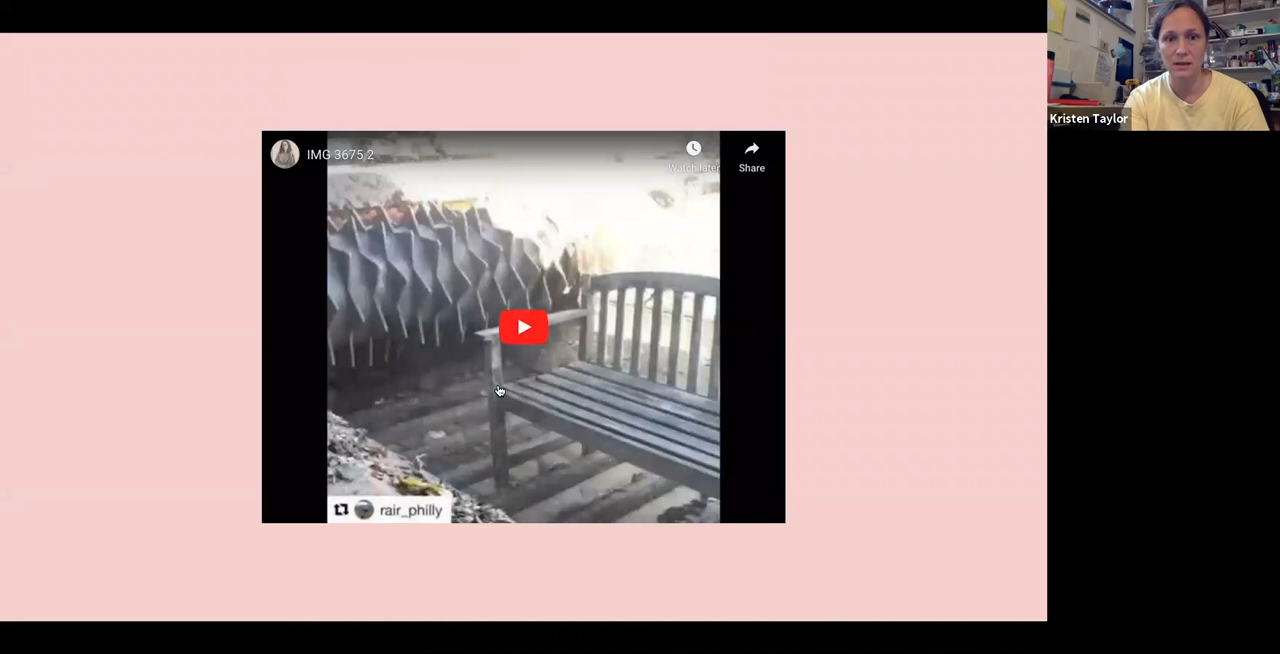 IMG 3675 2
Watch later
Share
Kristen Taylor
rair_philly